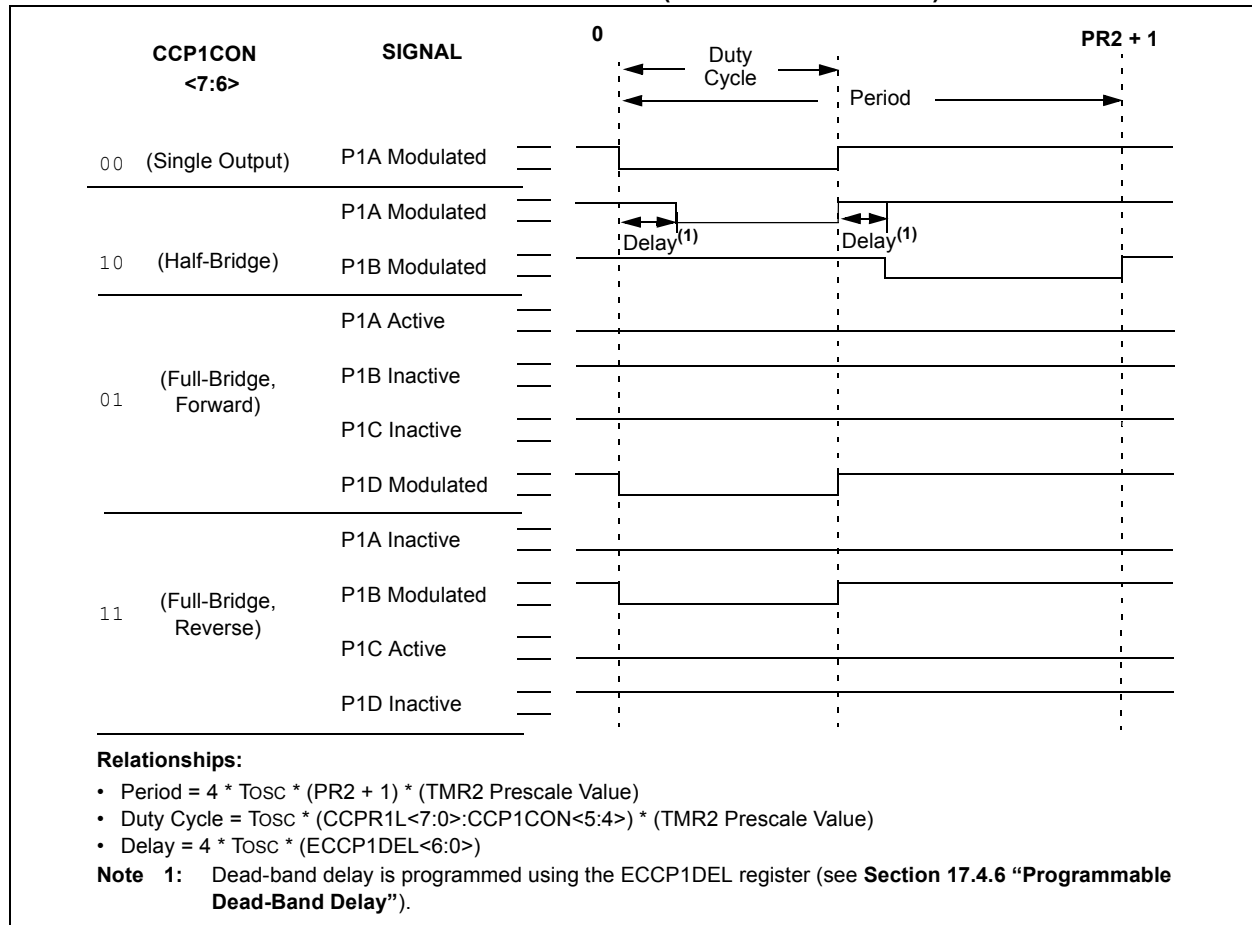 0
PR2 + 1
CCP1CON
<7:6>
SIGNAL
Duty
Cycle
Period
00 (Single Output) P1A Modulated
P1A Modulated
Delay(1) Delay(1)
10 (Half-Bridge) P1B Modulated
P1A Active
01 (Full-Bridge,
Forward)
P1B Inactive
P1C Inactive
P1D Modulated
P1A Inactive
11 (Full-Bridge,
Reverse)
P1B Modulated
P1C Active
P1D Inactive
Relationships:
• Period = 4 * TOSC * (PR2 + 1) * (TMR2 Prescale Value)
• Duty Cycle = TOSC * (CCPR1L<7:0>:CCP1CON<5:4>) * (TMR2 Prescale Value)
• Delay = 4 * TOSC * (ECCP1DEL<6:0>)
Note 1: Dead-band delay is programmed using the ECCP1DEL register (see Section 17.4.6 “Programmable
Dead-Band Delay”).